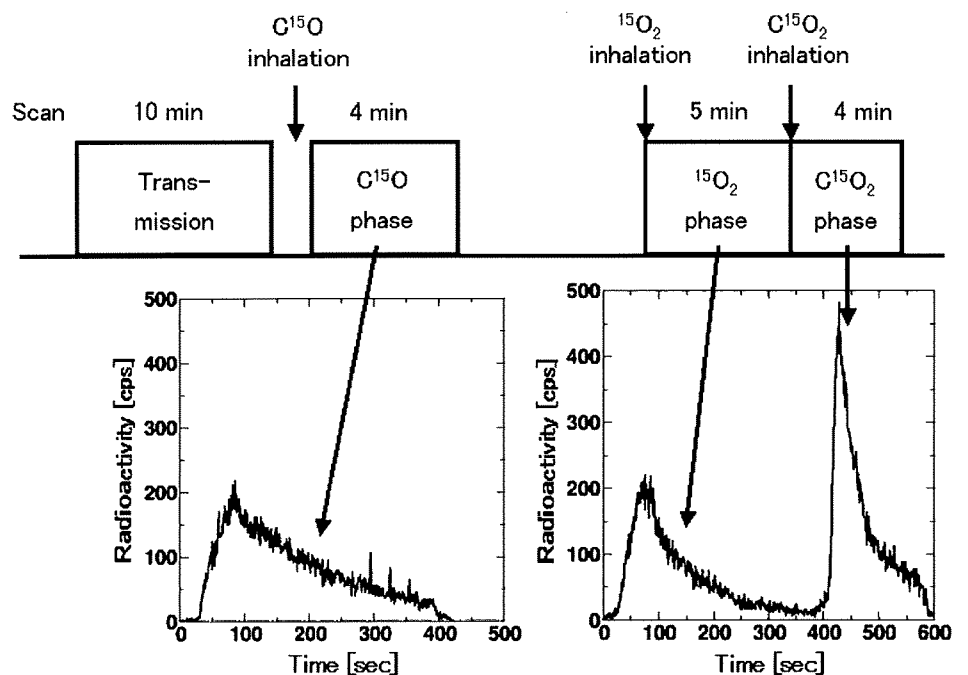 C¹⁵O
inhalation
¹⁵O₂
inhalation
C¹⁵O₂
inhalation
Scan
10 min
4 min
5 min
4 min
Trans-
mission
C¹⁵O
phase
¹⁵O₂
phase
C¹⁵O₂
phase
Radioactivity [cps]
500
400
300
200
100
0
0 100 200 300 400 500
Time [sec]
Radioactivity [cps]
500
400
300
200
100
0
0 100 200 300 400 500 600
Time [sec]